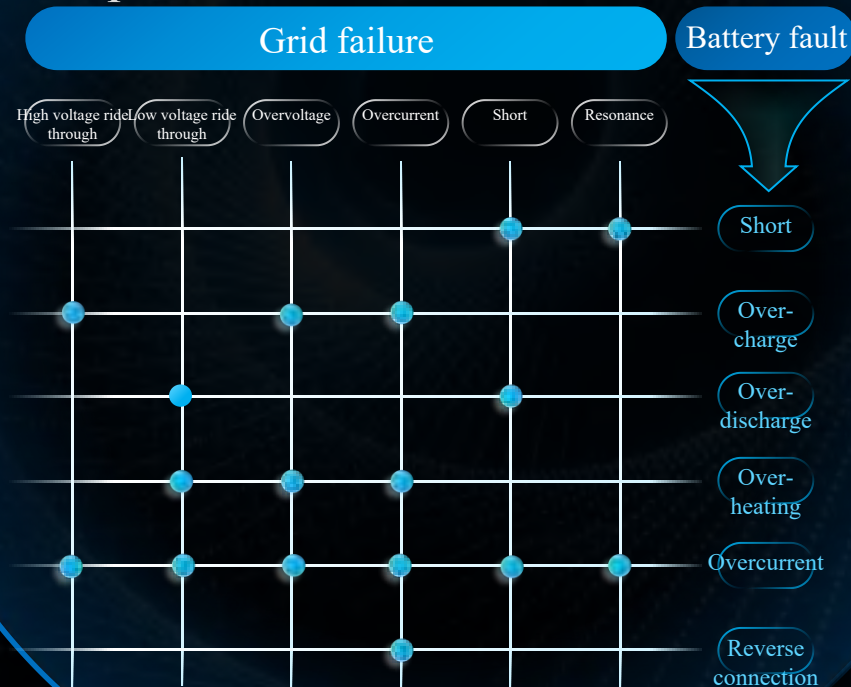 Grid failure
Battery fault
High voltage ride
through
Low voltage ride
through
Overvoltage
Overcurrent
Short
Resonance
Short
Over-
charge
Over-
discharge
Over-
heating
Overcurrent
Reverse
connection